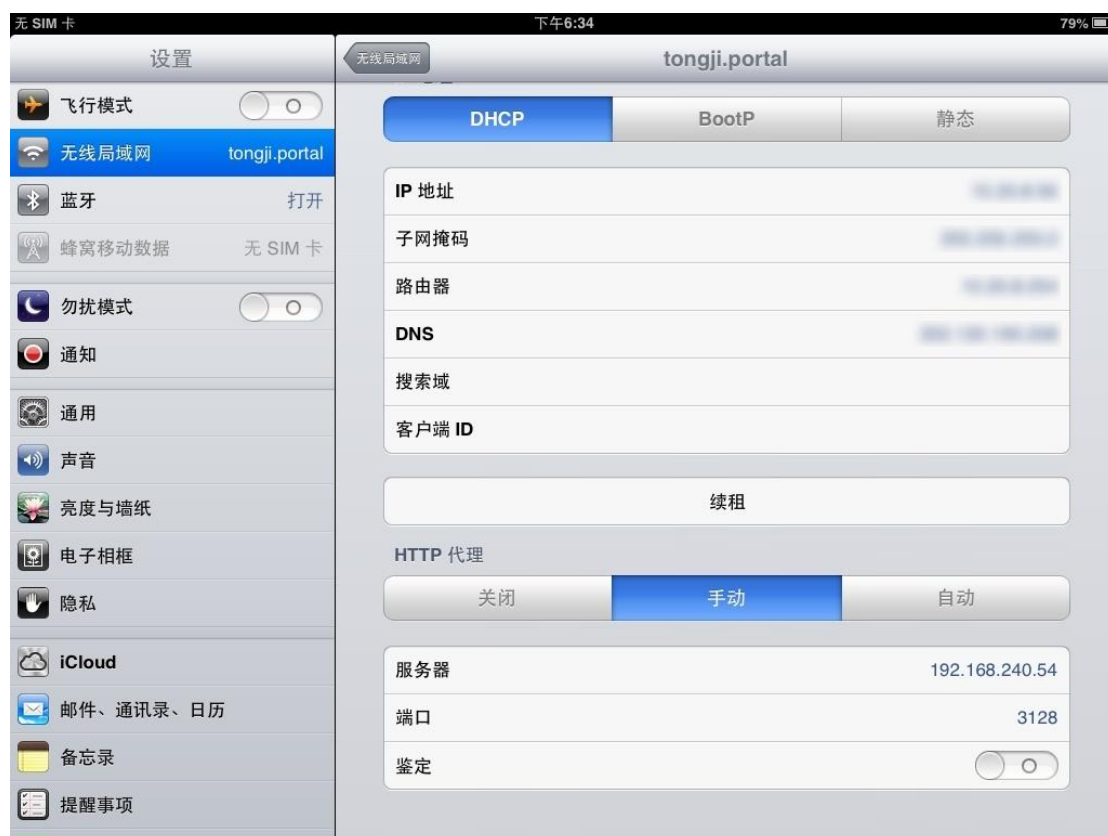 无 SIM 卡
下午6:34
79%
设置
无线局域网
tongji.portal
飞行模式
无线局域网 tongji.portal
蓝牙 打开
蜂窝移动数据 无 SIM 卡
勿扰模式
通知
通用
声音
亮度与墙纸
电子相框
隐私
iCloud
邮件、通讯录、日历
备忘录
提醒事项
DHCP
BootP
静态
IP 地址
子网掩码
路由器
DNS
搜索域
客户端 ID
续租
HTTP 代理
关闭
手动
自动
服务器 192.168.240.54
端口 3128
鉴定